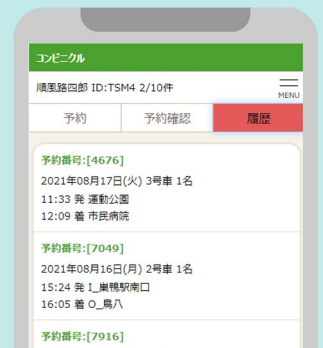 コンビニクル
順風路四郎 ID:TSM4 2/10件
MENU
予約 予約確認 履歴
予約番号:[4676]
2021年08月17日(火) 3号車 1名
11:33 発 運動公園
12:09 着 市民病院
予約番号:[7049]
2021年08月16日(月) 2号車 1名
15:24 発 I_巣鴨駅南口
16:05 着 O_鳥八
予約番号:[7916]